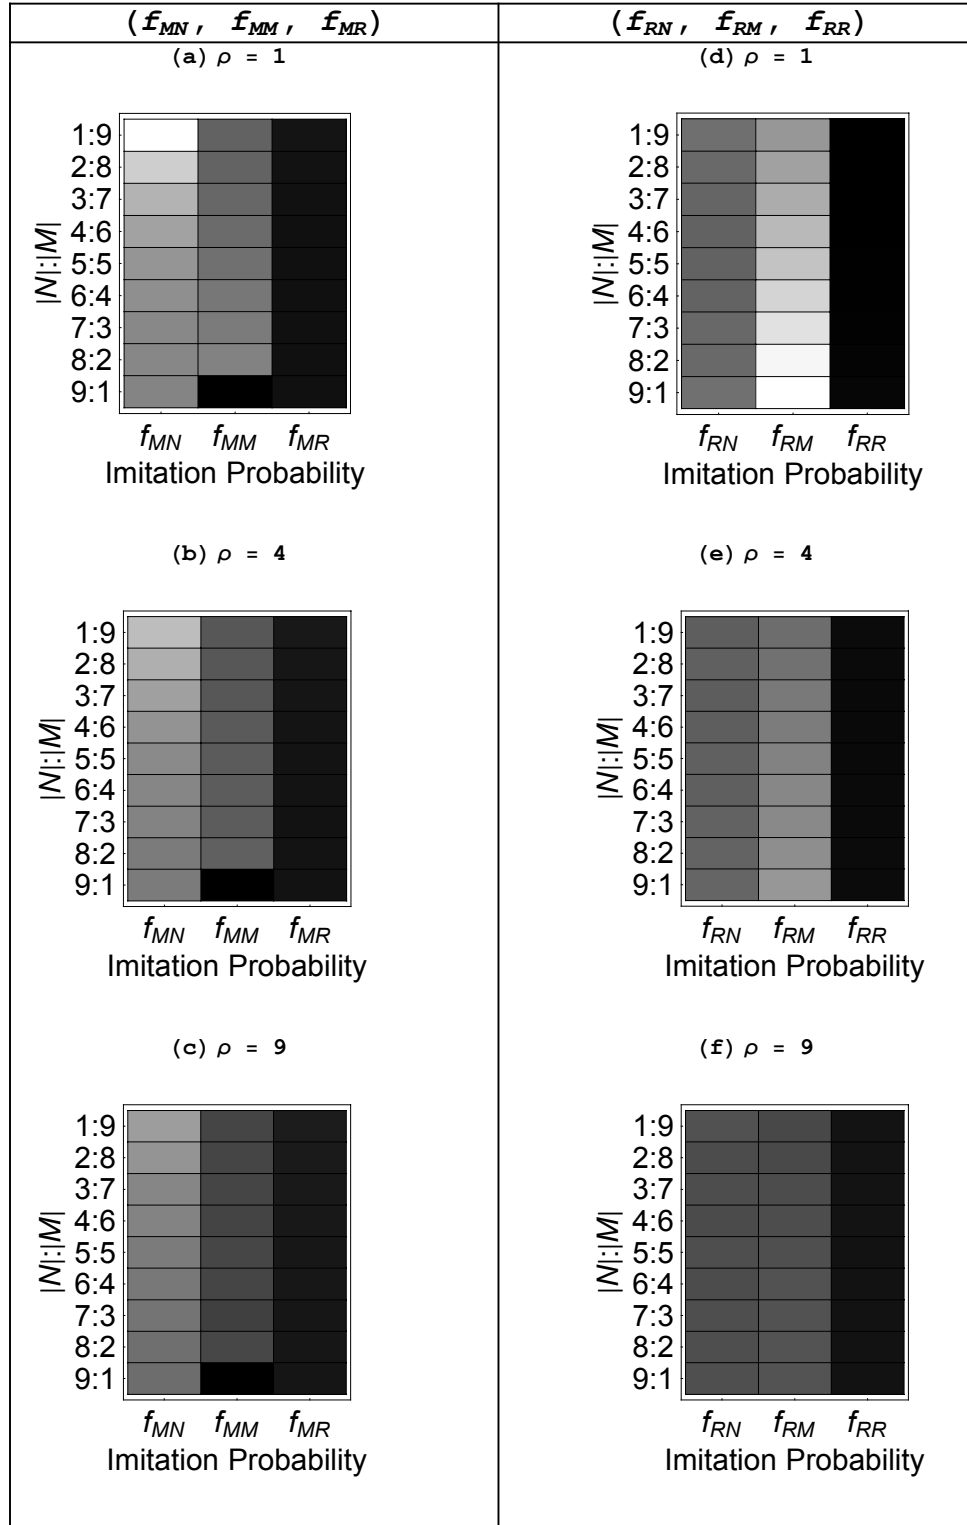 (f_MN, f_MM, f_MR)
(f_RN, f_RM, f_RR)
(a) ρ = 1
|N|:|M|
1:9
2:8
3:7
4:6
5:5
6:4
7:3
8:2
9:1
f_MN f_MM f_MR
Imitation Probability
(b) ρ = 4
|N|:|M|
1:9
2:8
3:7
4:6
5:5
6:4
7:3
8:2
9:1
f_MN f_MM f_MR
Imitation Probability
(c) ρ = 9
|N|:|M|
1:9
2:8
3:7
4:6
5:5
6:4
7:3
8:2
9:1
f_MN f_MM f_MR
Imitation Probability
(d) ρ = 1
|N|:|M|
1:9
2:8
3:7
4:6
5:5
6:4
7:3
8:2
9:1
f_RN f_RM f_RR
Imitation Probability
(e) ρ = 4
|N|:|M|
1:9
2:8
3:7
4:6
5:5
6:4
7:3
8:2
9:1
f_RN f_RM f_RR
Imitation Probability
(f) ρ = 9
|N|:|M|
1:9
2:8
3:7
4:6
5:5
6:4
7:3
8:2
9:1
f_RN f_RM f_RR
Imitation Probability